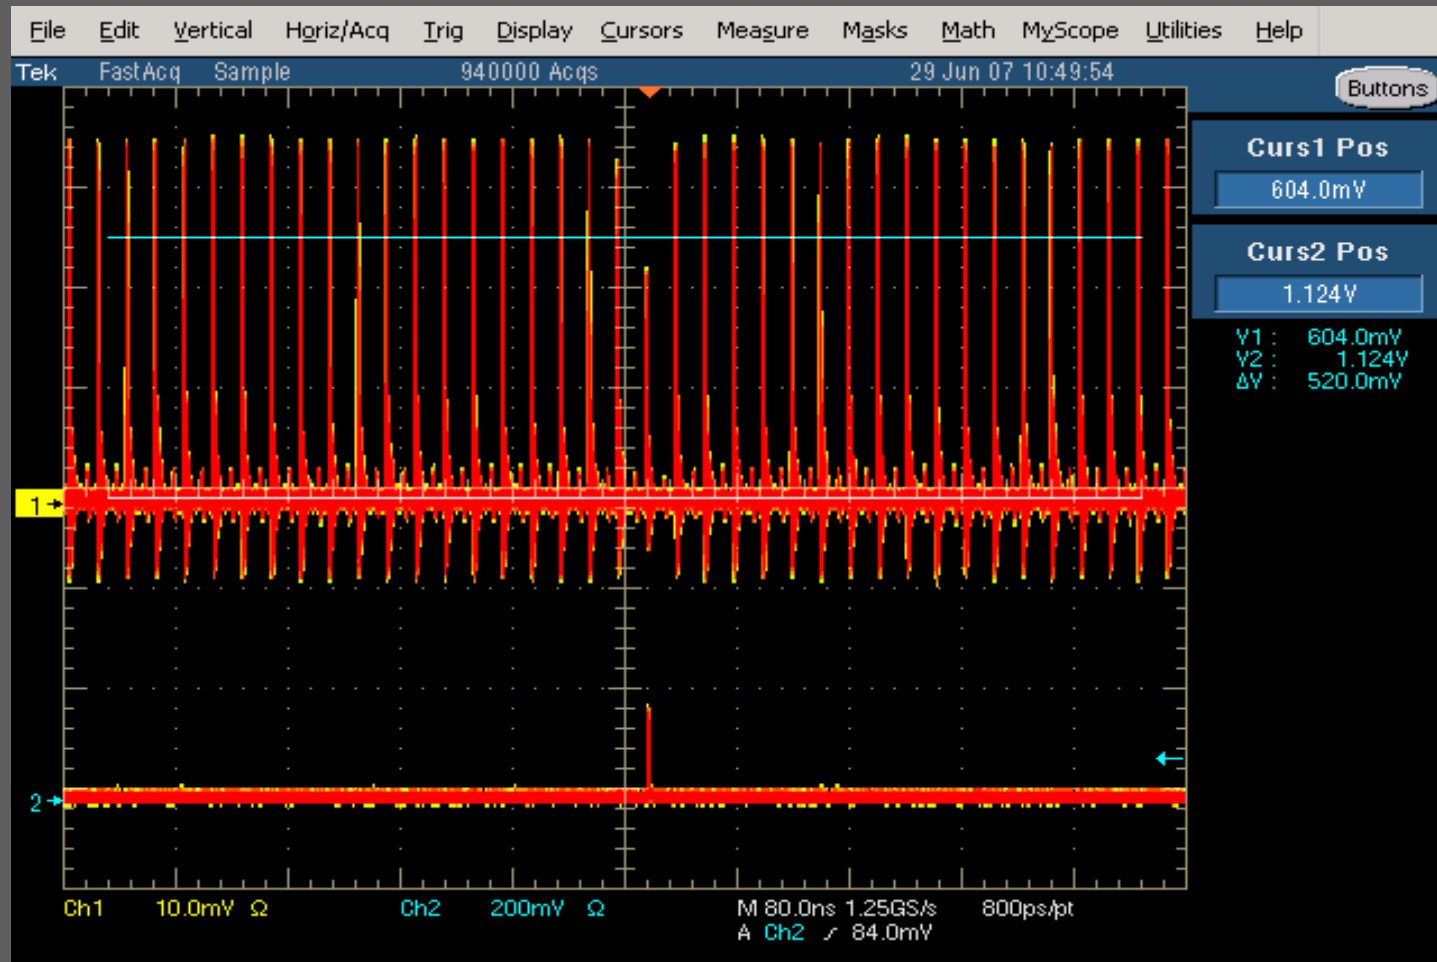 File Edit Vertical Horiz/Acq Trig Display Cursors Measure Masks Math MyScope Utilities Help
Tek FastAcq Sample 940000 Acqs 29 Jun 07 10:49:54
Buttons
Curs1 Pos
604.0mV
Curs2 Pos
1.124V
V1 : 604.0mV
V2 : 1.124V
ΔV : 520.0mV
1
2
Ch1 10.0mV Ω Ch2 200mV Ω M 80.0ns 1.25GS/s 800ps/pt
A Ch2 ⁄ 84.0mV